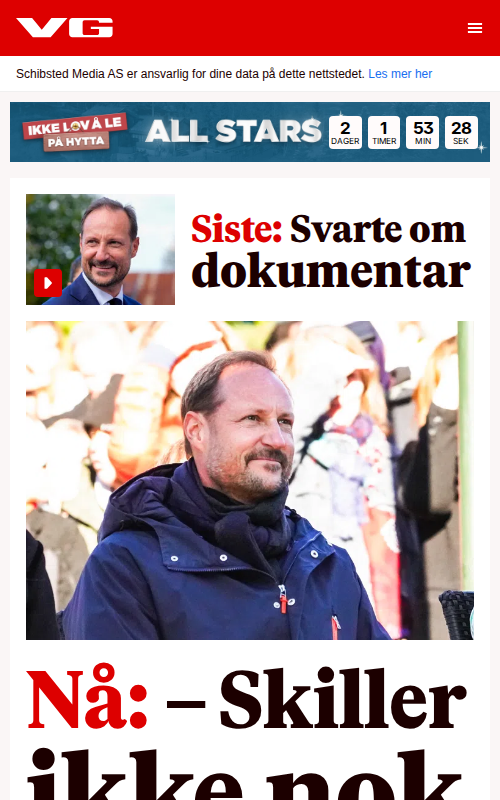 VG
Schibsted Media AS er ansvarlig for dine data på dette nettstedet. Les mer
IKKE LOV Å LE
PÅ HYTTA
ALL STARS
2 1 53 28
DAGER TIMER MIN SEK
Siste: Svarte om
dokumentar
Nå: – Skiller
ikke nok